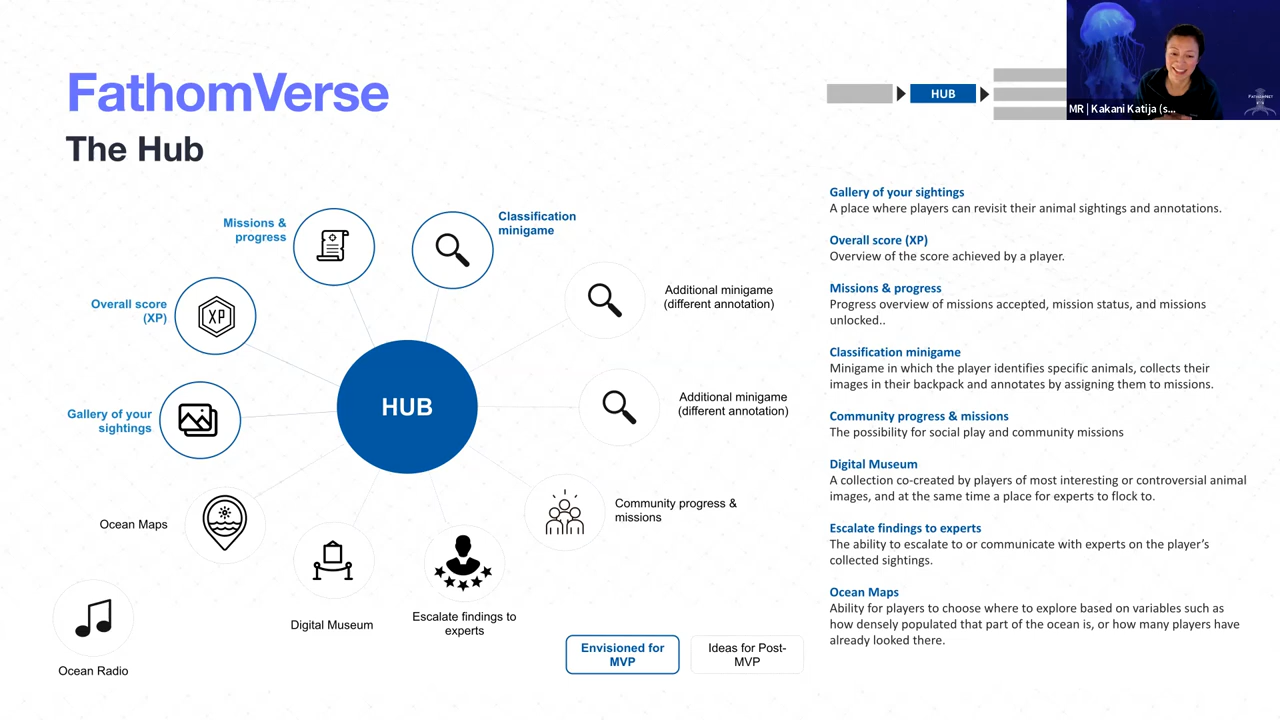 FathomVerse
The Hub
HUB
MR | Kakani Katija (s...
FATHOMNET
Missions &
progress
Classification
minigame
Additional minigame
(different annotation)
Overall score
(XP)
XP
HUB
Additional minigame
(different annotation)
Gallery of your
sightings
Ocean Maps
Community progress &
missions
Digital Museum
Escalate findings to
experts
Ocean Radio
Envisioned for
MVP
Ideas for Post-
MVP
Gallery of your sightings
A place where players can revisit their animal sightings and annotations.
Overall score (XP)
Overview of the score achieved by a player.
Missions & progress
Progress overview of missions accepted, mission status, and missions
unlocked..
Classification minigame
Minigame in which the player identifies specific animals, collects their
images in their backpack and annotates by assigning them to missions.
Community progress & missions
The possibility for social play and community missions
Digital Museum
A collection co-created by players of most interesting or controversial animal
images, and at the same time a place for experts to flock to.
Escalate findings to experts
The ability to escalate to or communicate with experts on the player's
collected sightings.
Ocean Maps
Ability for players to choose where to explore based on variables such as
how densely populated that part of the ocean is, or how many players have
already looked there.